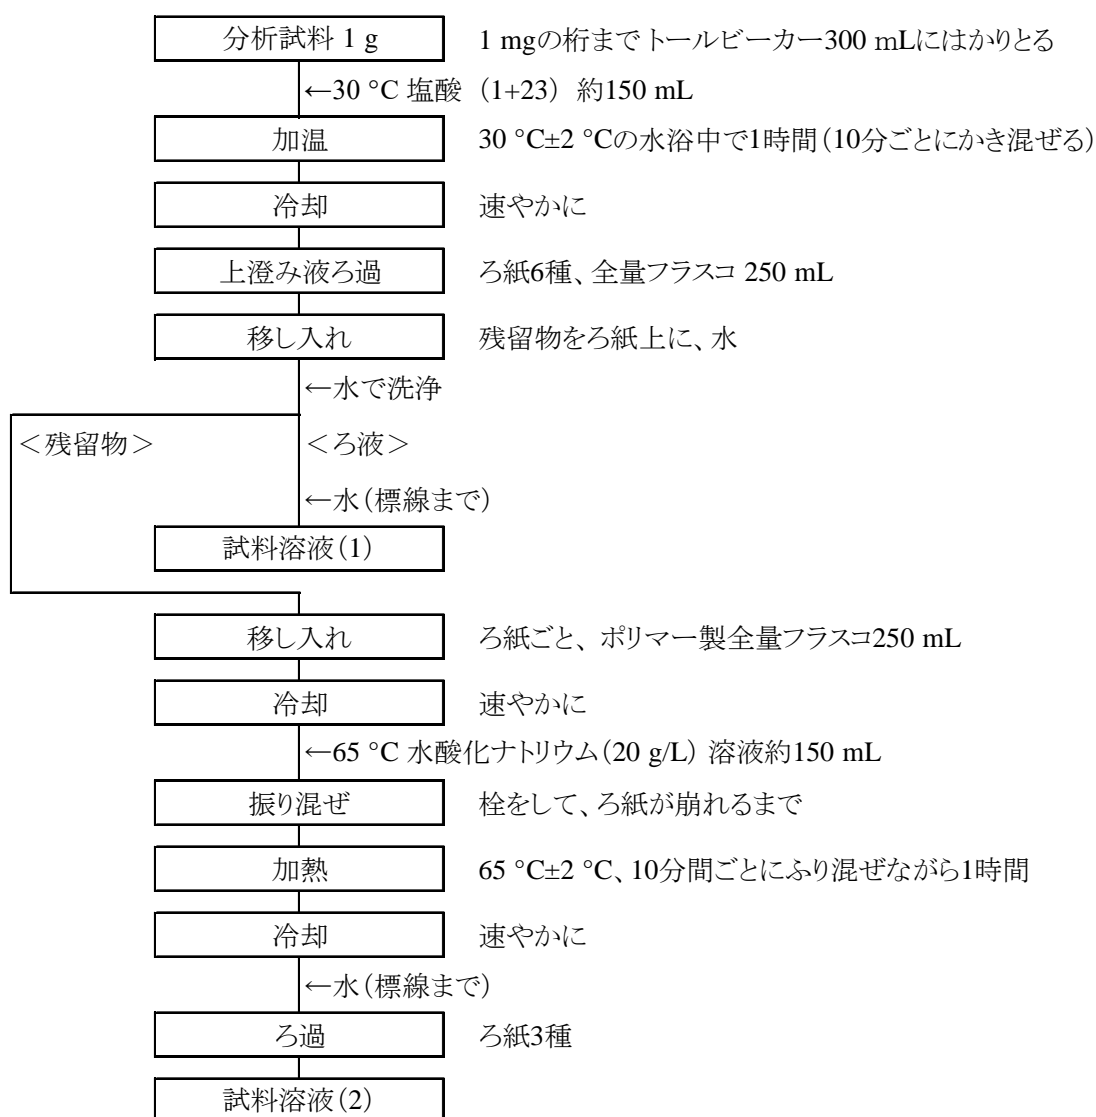 分析試料 1 g 1 mgの桁まで トールビーカー300 mLにはかりとる
←30 °C 塩酸 (1+23) 約150 mL
加温 30 °C±2 °Cの水浴中で1時間(10分ごとにかき混ぜる)
冷却 速やかに
上澄み液ろ過 ろ紙6種、全量フラスコ 250 mL
移し入れ 残留物をろ紙上に、水
←水で洗浄
<残留物> <ろ液>
←水(標線まで)
試料溶液(1)
移し入れ ろ紙ごと、ポリマー製全量フラスコ250 mL
冷却 速やかに
←65 °C 水酸化ナトリウム(20 g/L) 溶液約150 mL
振り混ぜ 栓をして、ろ紙が崩れるまで
加熱 65 °C±2 °C、10分間ごとにふり混ぜながら1時間
冷却 速やかに
←水(標線まで)
ろ過 ろ紙3種
試料溶液(2)